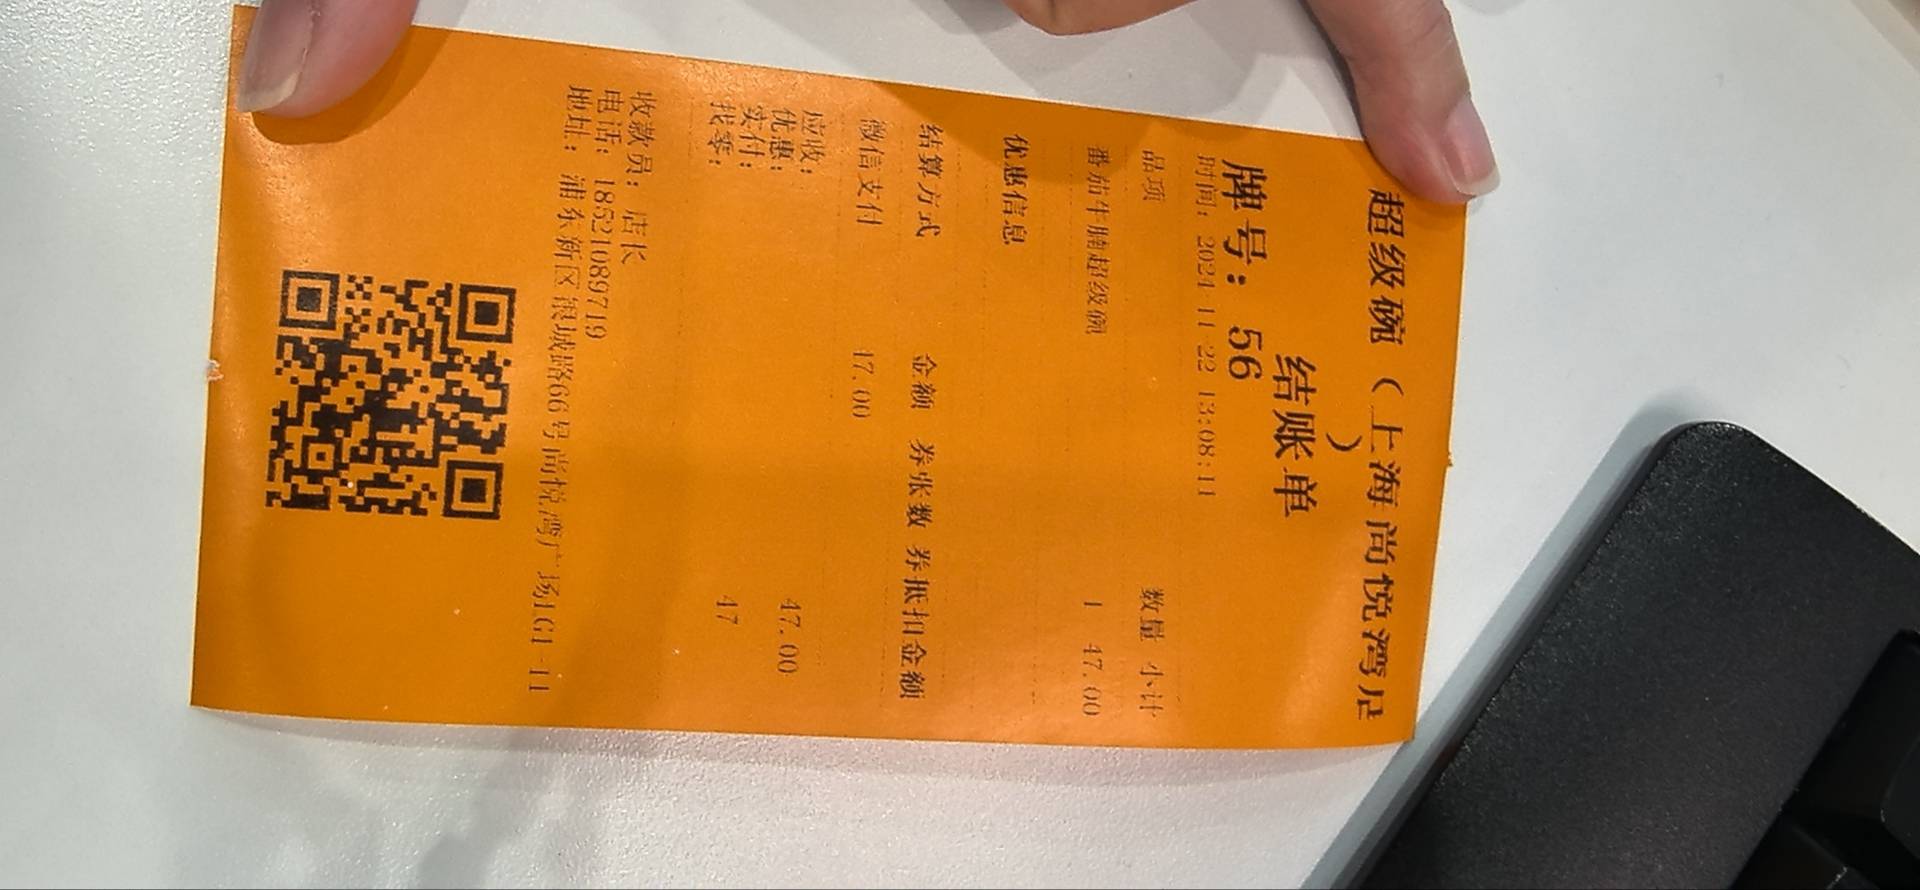 超级碗（上海尚悦湾店
）
结账单
牌号：56
时间：2024-11-22 13:08:11
品项 数量 小计
番茄牛腩超级碗 1 47.00
优惠信息
结算方式 金额 券张数 券抵扣金额
微信支付 47.00
应收： 47.00
优惠：
实付： 47
找零：
收款员：店长
电话：18521089719
地址：浦东新区银城路66号尚悦湾广场LG1-11